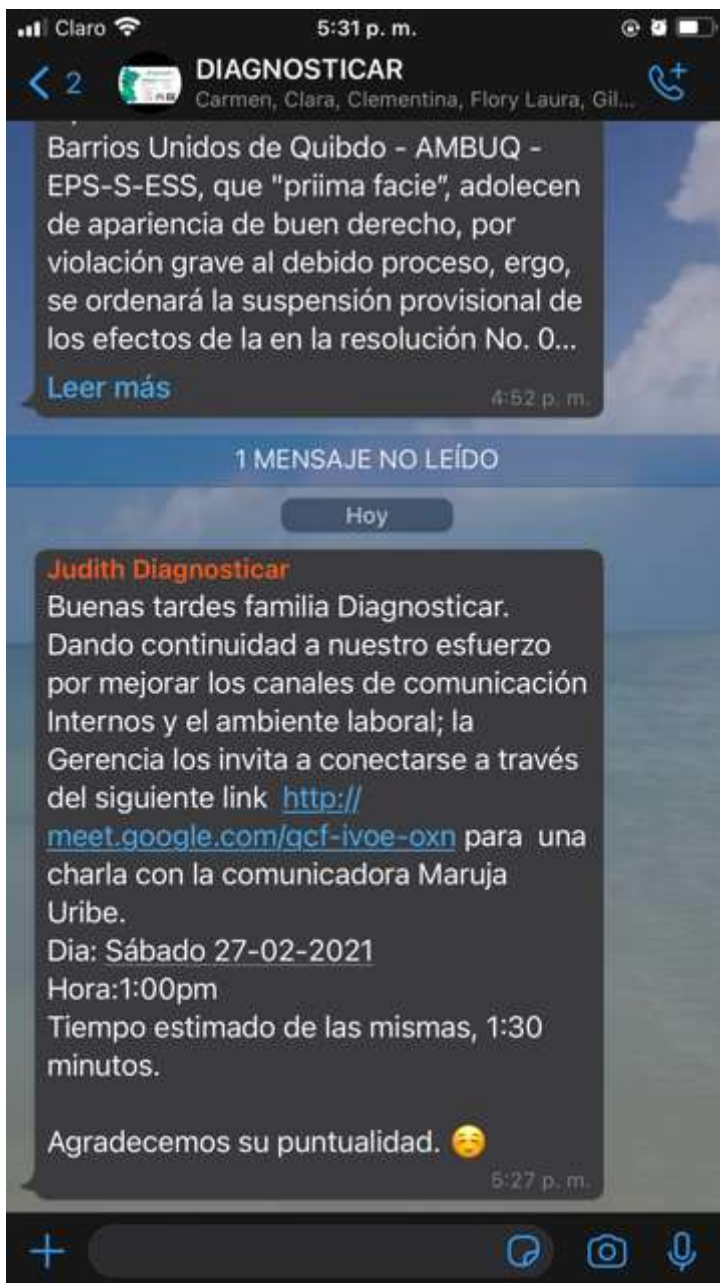 Claro 5:31 p. m.
2 DIAGNOSTICAR
Carmen, Clara, Clementina, Flory Laura, Gil...
Barrios Unidos de Quibdo - AMBUQ -
EPS-S-ESS, que "priima facie", adolecen
de apariencia de buen derecho, por
violación grave al debido proceso, ergo,
se ordenará la suspensión provisional de
los efectos de la en la resolución No. 0...
Leer más 4:52 p. m.
1 MENSAJE NO LEÍDO
Hoy
Judith Diagnosticar
Buenas tardes familia Diagnosticar.
Dando continuidad a nuestro esfuerzo
por mejorar los canales de comunicación
Internos y el ambiente laboral; la
Gerencia los invita a conectarse a través
del siguiente link http://
meet.google.com/qcf-ivoe-oxn para una
charla con la comunicadora Maruja
Uribe.
Dia: Sábado 27-02-2021
Hora:1:00pm
Tiempo estimado de las mismas, 1:30
minutos.
Agradecemos su puntualidad. ☺️
5:27 p. m.